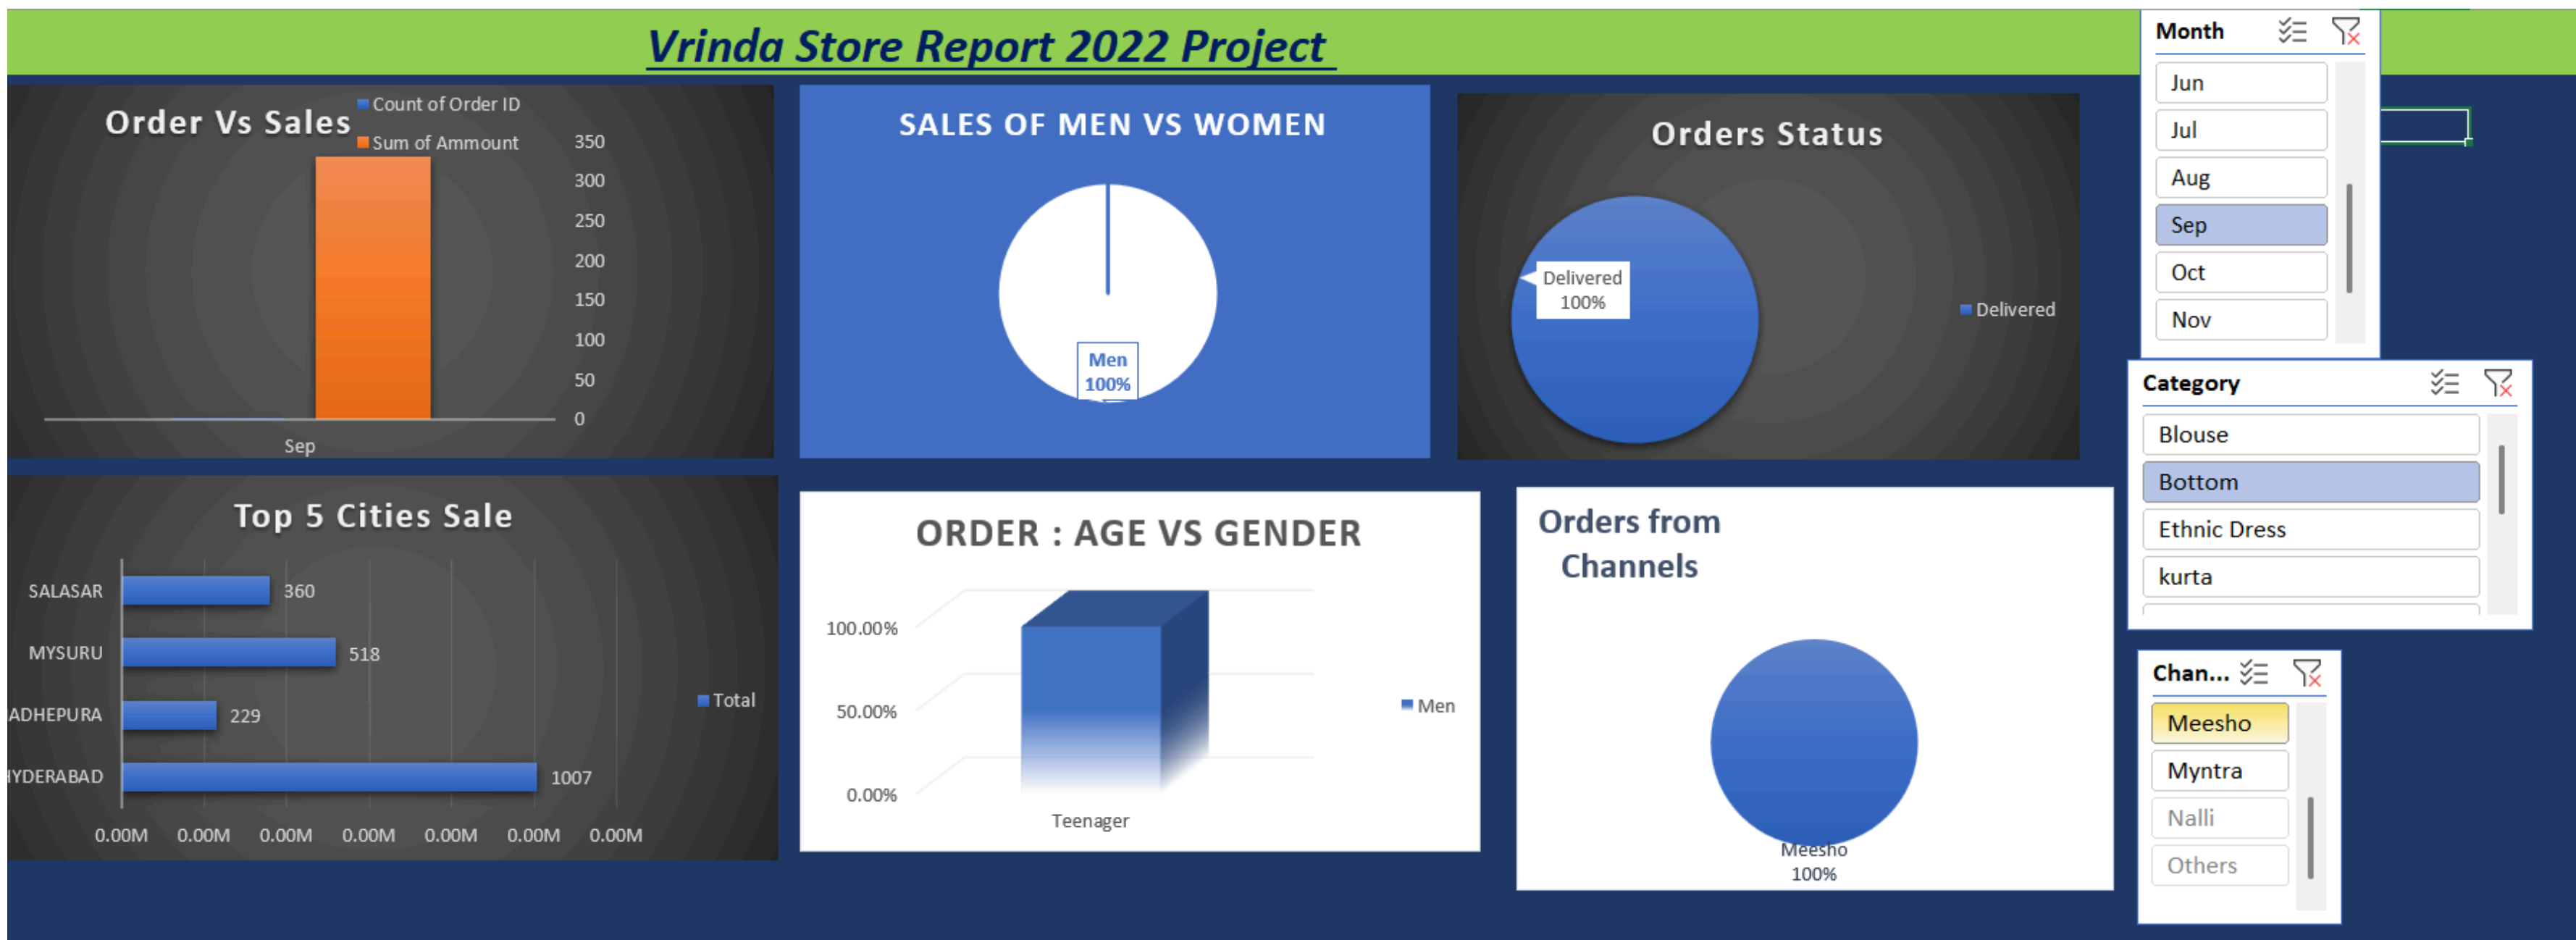 Vrinda Store Report 2022 Project
Order Vs Sales
Count of Order ID
Sum of Ammount
350
300
250
200
150
100
50
0
Sep
SALES OF MEN VS WOMEN
Men
100%
Orders Status
Delivered
100%
Delivered
Top 5 Cities Sale
SALASAR
360
MYSURU
518
ADHEPURA
229
HYDERABAD
1007
Total
0.00M 0.00M 0.00M 0.00M 0.00M 0.00M 0.00M
ORDER : AGE VS GENDER
100.00%
50.00%
0.00%
Teenager
Men
Orders from
Channels
Meesho
100%
Month
Jun
Jul
Aug
Sep
Oct
Nov
Category
Blouse
Bottom
Ethnic Dress
kurta
Chan...
Meesho
Myntra
Nalli
Others